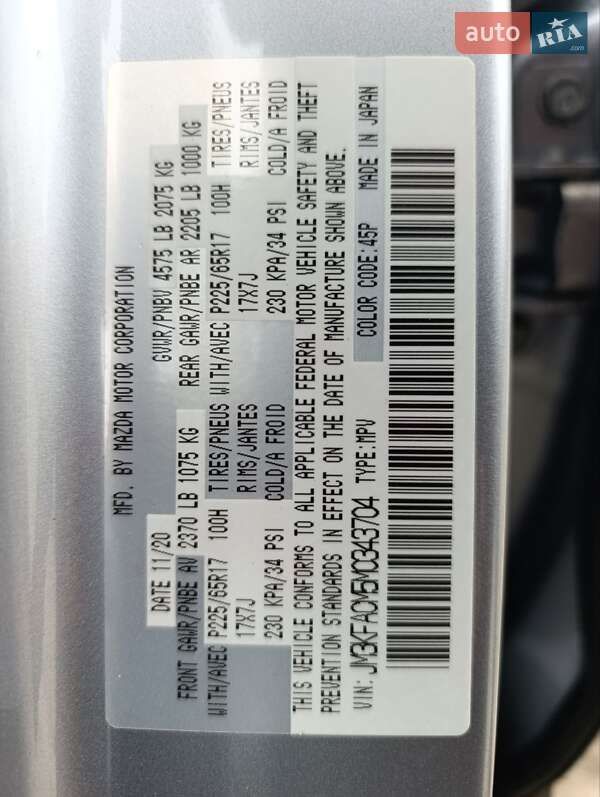 auto RIA .com
MFD. BY MAZDA MOTOR CORPORATION
DATE 11/20 GVWR/PNBV 4575 LB 2075 KG
FRONT GAWR/PNBE AV 2370 LB 1075 KG REAR GAWR/PNBE AR 2205 LB 1000 KG
WITH/AVEC P225/65R17 100H TIRES/PNEUS WITH/AVEC P225/65R17 100H TIRES/PNEUS
17X7J RIMS/JANTES 17X7J RIMS/JANTES
230 KPA/34 PSI COLD/A FROID 230 KPA/34 PSI COLD/A FROID
THIS VEHICLE CONFORMS TO ALL APPLICABLE FEDERAL MOTOR VEHICLE SAFETY AND THEFT
PREVENTION STANDARDS IN EFFECT ON THE DATE OF MANUFACTURE SHOWN ABOVE.
VIN: JM3KFACM5M0343704 TYPE:MPV COLOR CODE:45P MADE IN JAPAN